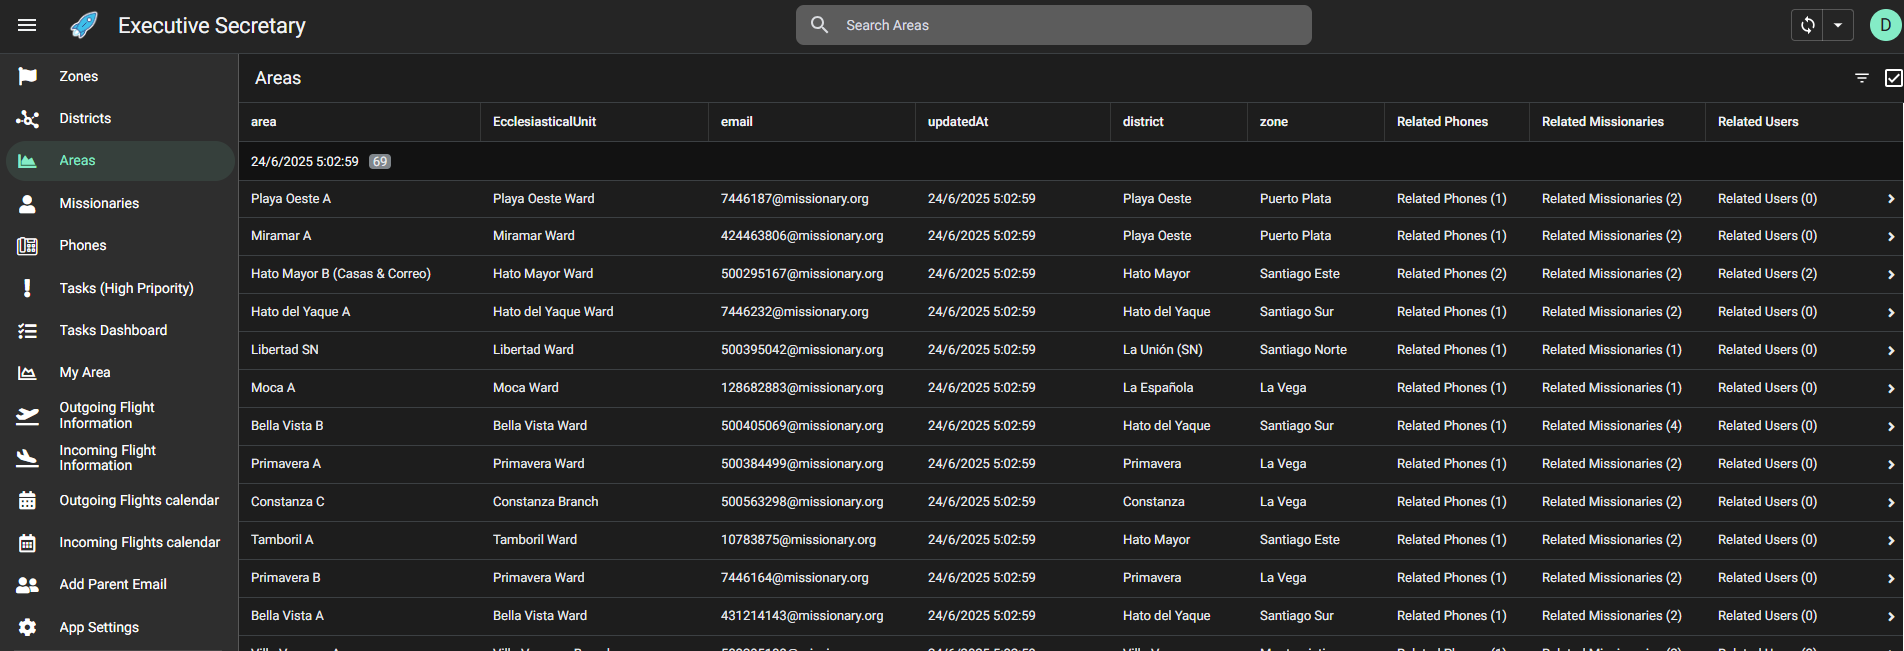 Executive Secretary
Search Areas
D
Zones
Districts
Areas
Missionaries
Phones
Tasks (High Pripority)
Tasks Dashboard
My Area
Outgoing Flight
Information
Incoming Flight
Information
Outgoing Flights calendar
Incoming Flights calendar
Add Parent Email
App Settings
Areas
area EcclesiasticalUnit email updatedAt district zone Related Phones Related Missionaries Related Users
24/6/2025 5:02:59 69
Playa Oeste A Playa Oeste Ward 7446187@missionary.org 24/6/2025 5:02:59 Playa Oeste Puerto Plata Related Phones (1) Related Missionaries (2) Related Users (0)
Miramar A Miramar Ward 424463806@missionary.org 24/6/2025 5:02:59 Playa Oeste Puerto Plata Related Phones (1) Related Missionaries (2) Related Users (0)
Hato Mayor B (Casas & Correo) Hato Mayor Ward 500295167@missionary.org 24/6/2025 5:02:59 Hato Mayor Santiago Este Related Phones (2) Related Missionaries (2) Related Users (2)
Hato del Yaque A Hato del Yaque Ward 7446232@missionary.org 24/6/2025 5:02:59 Hato del Yaque Santiago Sur Related Phones (1) Related Missionaries (2) Related Users (0)
Libertad SN Libertad Ward 500395042@missionary.org 24/6/2025 5:02:59 La Unión (SN) Santiago Norte Related Phones (1) Related Missionaries (1) Related Users (0)
Moca A Moca Ward 128682883@missionary.org 24/6/2025 5:02:59 La Española La Vega Related Phones (1) Related Missionaries (1) Related Users (0)
Bella Vista B Bella Vista Ward 500405069@missionary.org 24/6/2025 5:02:59 Hato del Yaque Santiago Sur Related Phones (1) Related Missionaries (4) Related Users (0)
Primavera A Primavera Ward 500384499@missionary.org 24/6/2025 5:02:59 Primavera La Vega Related Phones (1) Related Missionaries (2) Related Users (0)
Constanza C Constanza Branch 500563298@missionary.org 24/6/2025 5:02:59 Constanza La Vega Related Phones (1) Related Missionaries (2) Related Users (0)
Tamboril A Tamboril Ward 10783875@missionary.org 24/6/2025 5:02:59 Hato Mayor Santiago Este Related Phones (1) Related Missionaries (2) Related Users (0)
Primavera B Primavera Ward 7446164@missionary.org 24/6/2025 5:02:59 Primavera La Vega Related Phones (1) Related Missionaries (2) Related Users (0)
Bella Vista A Bella Vista Ward 431214143@missionary.org 24/6/2025 5:02:59 Hato del Yaque Santiago Sur Related Phones (1) Related Missionaries (2) Related Users (0)